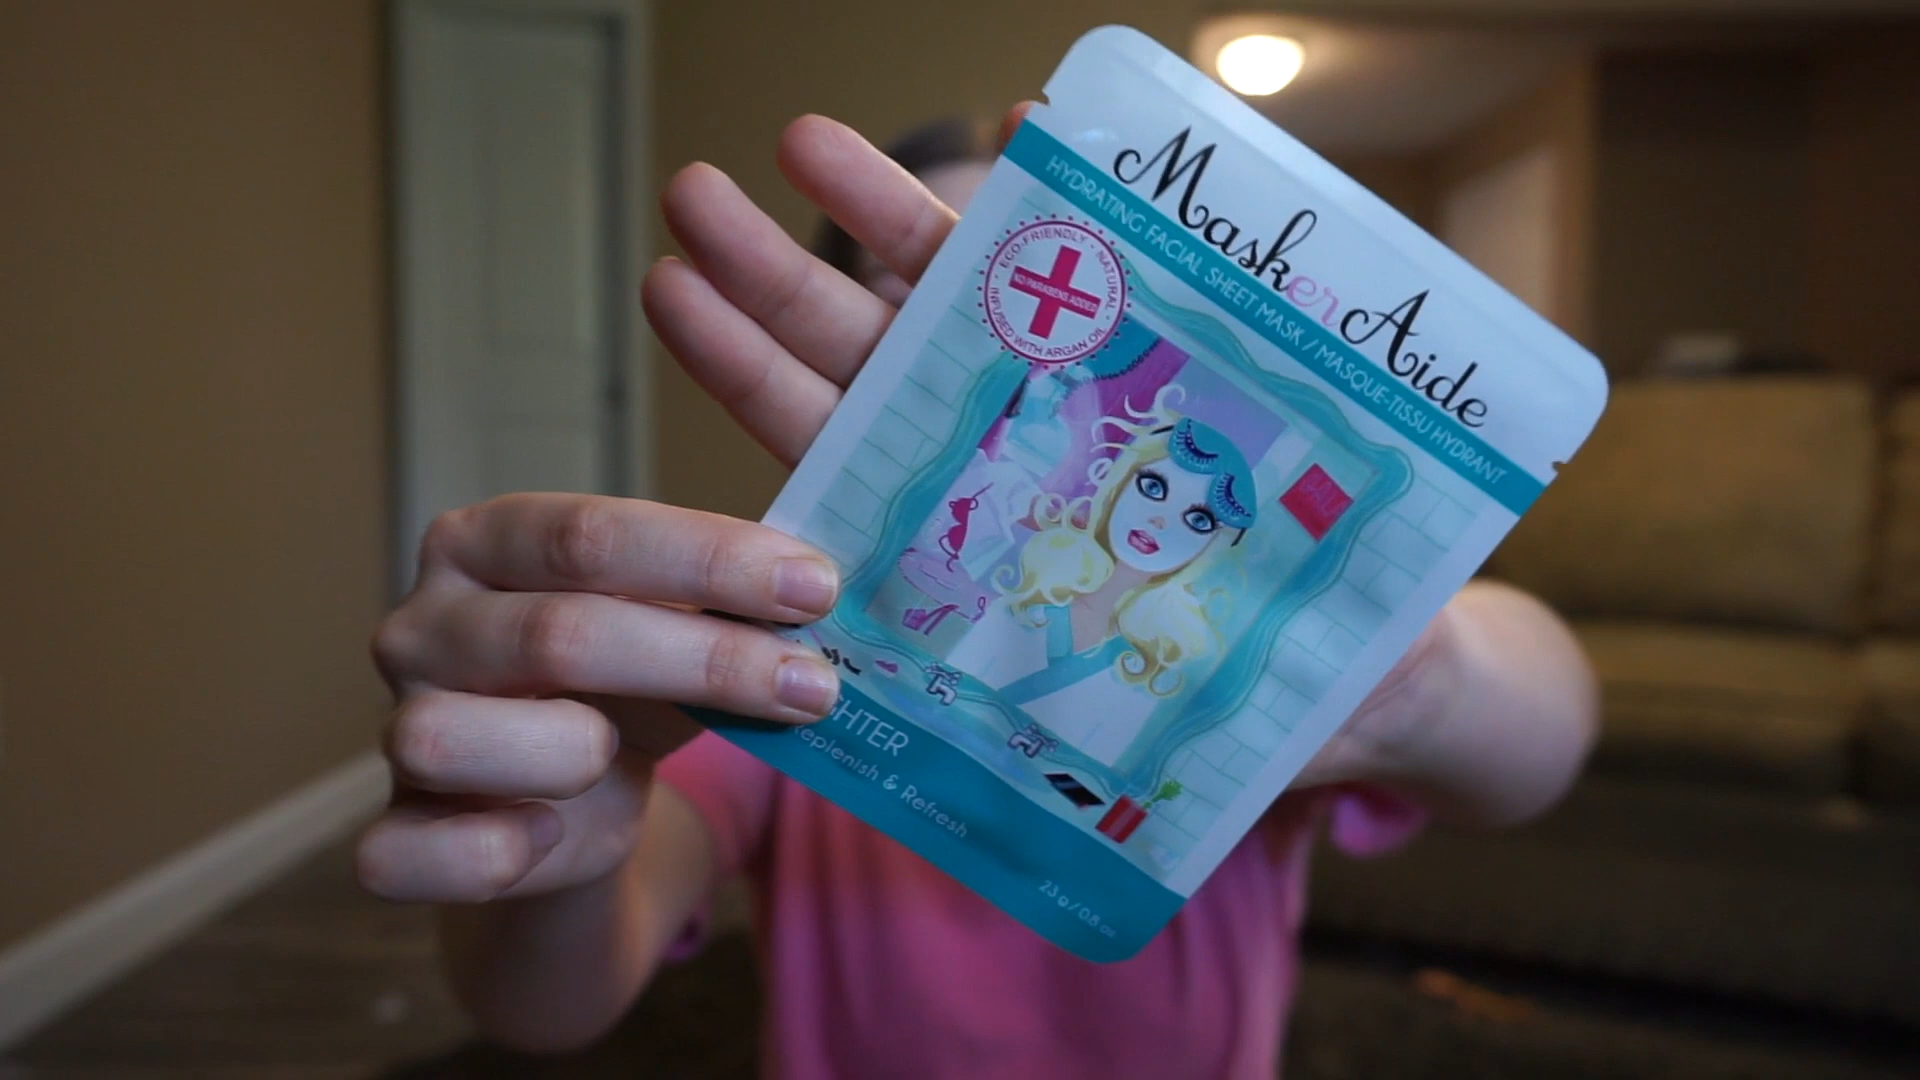 MaskerAide
HYDRATING FACIAL SHEET MASK / MASQUE-TISSU HYDRANT
ECO-FRIENDLY · NATURAL ·
NO PARABENS ADDED
INFUSED WITH ARGAN OIL
GHTER
Replenish & Refresh
23 g / 0.8 oz